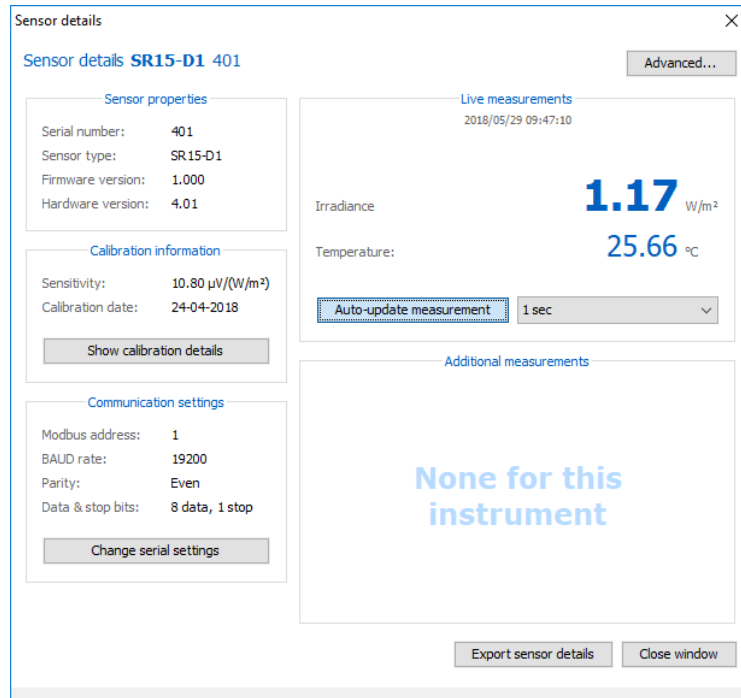 Sensor details
Sensor details SR15-D1 401
Advanced...
Sensor properties
Serial number: 401
Sensor type: SR15-D1
Firmware version: 1.000
Hardware version: 4.01
Calibration information
Sensitivity: 10.80 µV/(W/m²)
Calibration date: 24-04-2018
Show calibration details
Communication settings
Modbus address: 1
BAUD rate: 19200
Parity: Even
Data & stop bits: 8 data, 1 stop
Change serial settings
Live measurements
2018/05/29 09:47:10
Irradiance 1.17 W/m²
Temperature: 25.66 °C
Auto-update measurement 1 sec
Additional measurements
None for this
instrument
Export sensor details Close window